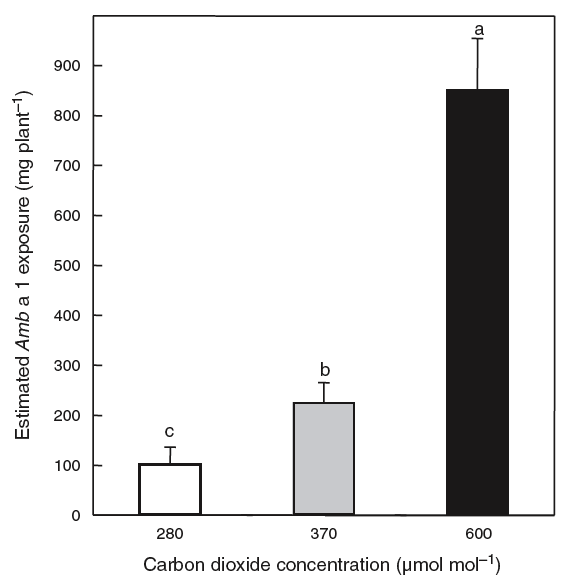 Estimated Amb a 1 exposure (mg plant⁻¹)
900
800
700
600
500
400
300
200
100
0
a
b
c
280 370 600
Carbon dioxide concentration (µmol mol⁻¹)